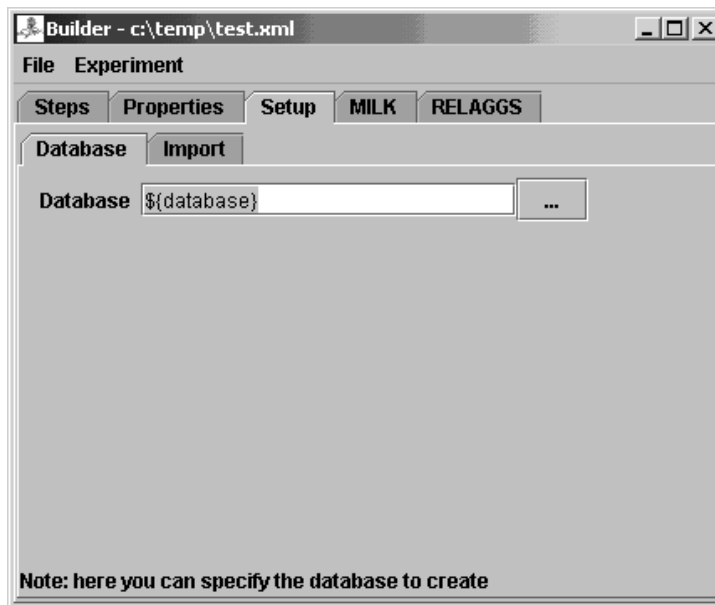 Builder - c:\temp\test.xml
File Experiment
Steps Properties Setup MILK RELAGGS
Database Import
Database ${database} ...
Note: here you can specify the database to create